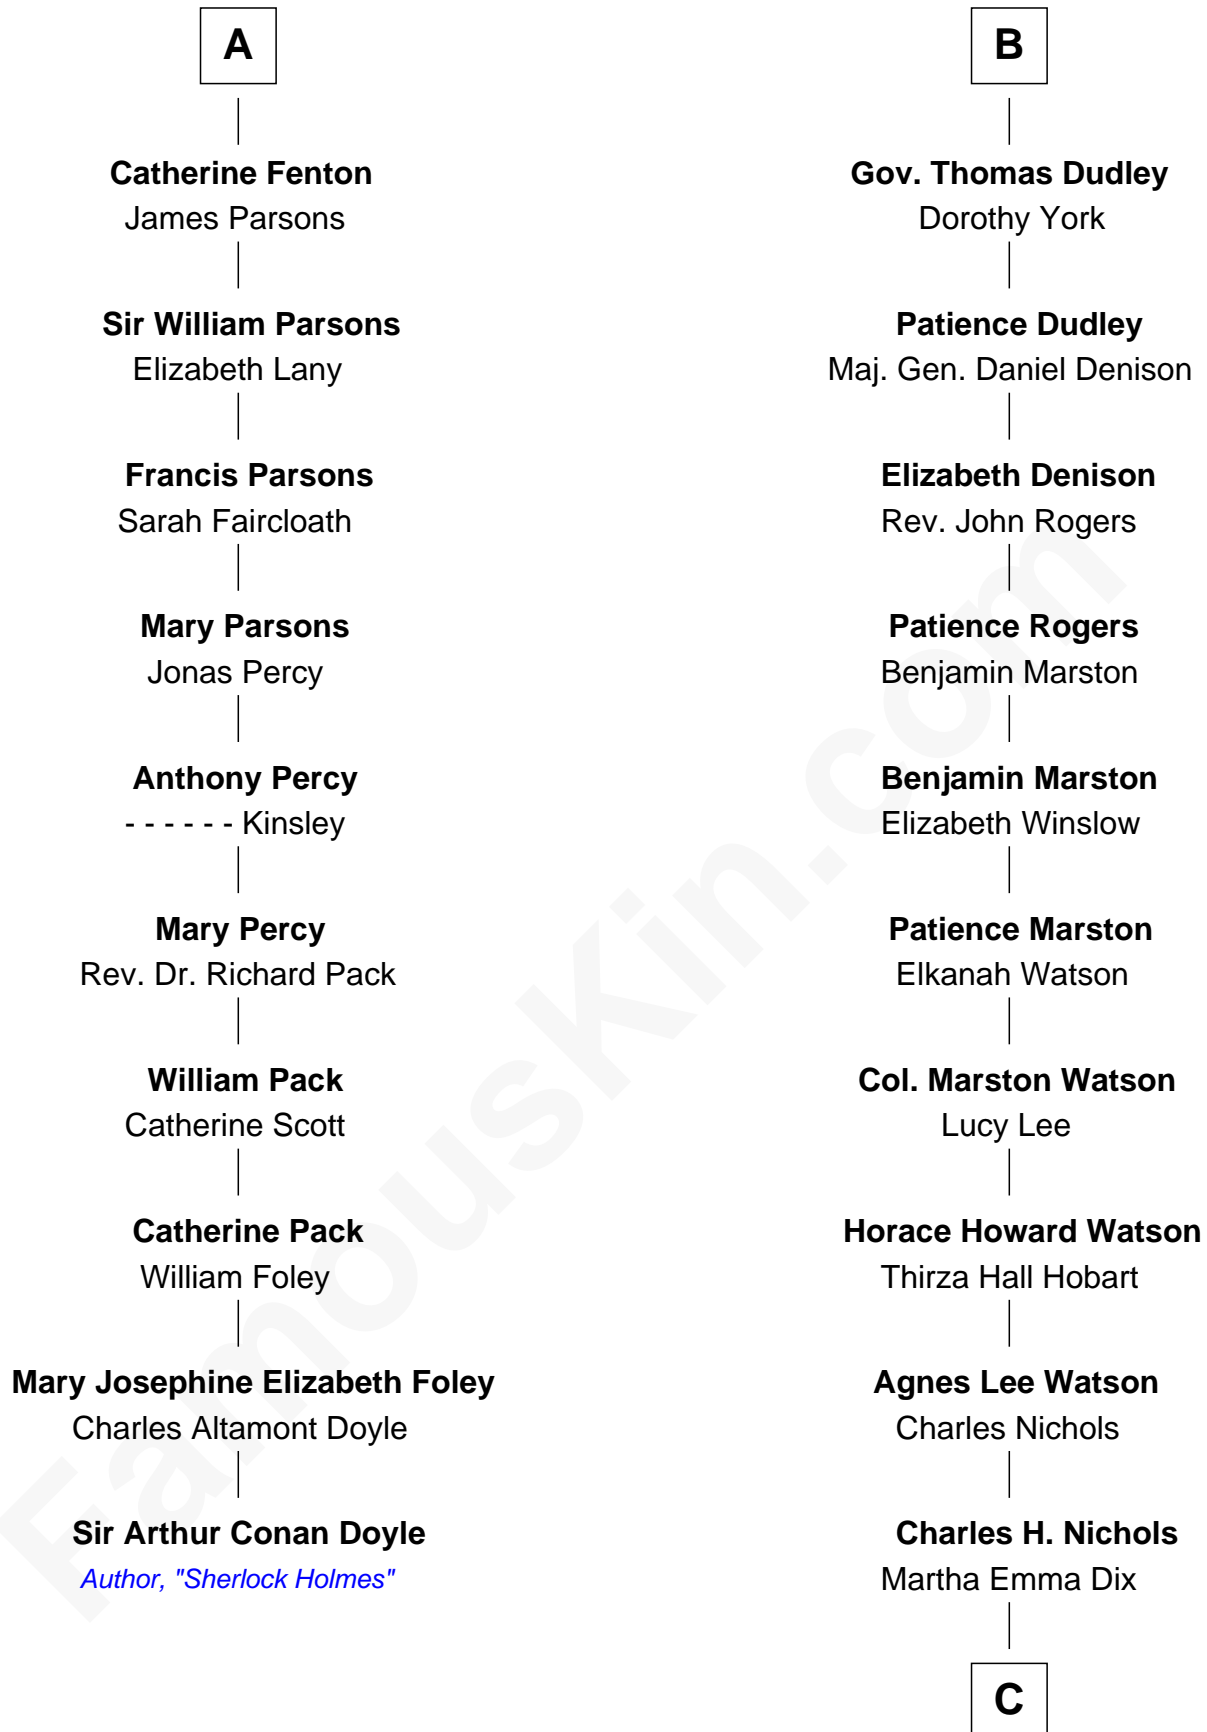 A
Catherine Fenton
James Parsons
Sir William Parsons
Elizabeth Lany
Francis Parsons
Sarah Faircloath
Mary Parsons
Jonas Percy
Anthony Percy
- - - - - - Kinsley
Mary Percy
Rev. Dr. Richard Pack
William Pack
Catherine Scott
Catherine Pack
William Foley
Mary Josephine Elizabeth Foley
Charles Altamont Doyle
Sir Arthur Conan Doyle
Author, "Sherlock Holmes"
B
Gov. Thomas Dudley
Dorothy York
Patience Dudley
Maj. Gen. Daniel Denison
Elizabeth Denison
Rev. John Rogers
Patience Rogers
Benjamin Marston
Benjamin Marston
Elizabeth Winslow
Patience Marston
Elkanah Watson
Col. Marston Watson
Lucy Lee
Horace Howard Watson
Thirza Hall Hobart
Agnes Lee Watson
Charles Nichols
Charles H. Nichols
Martha Emma Dix
C
FamousKin.com